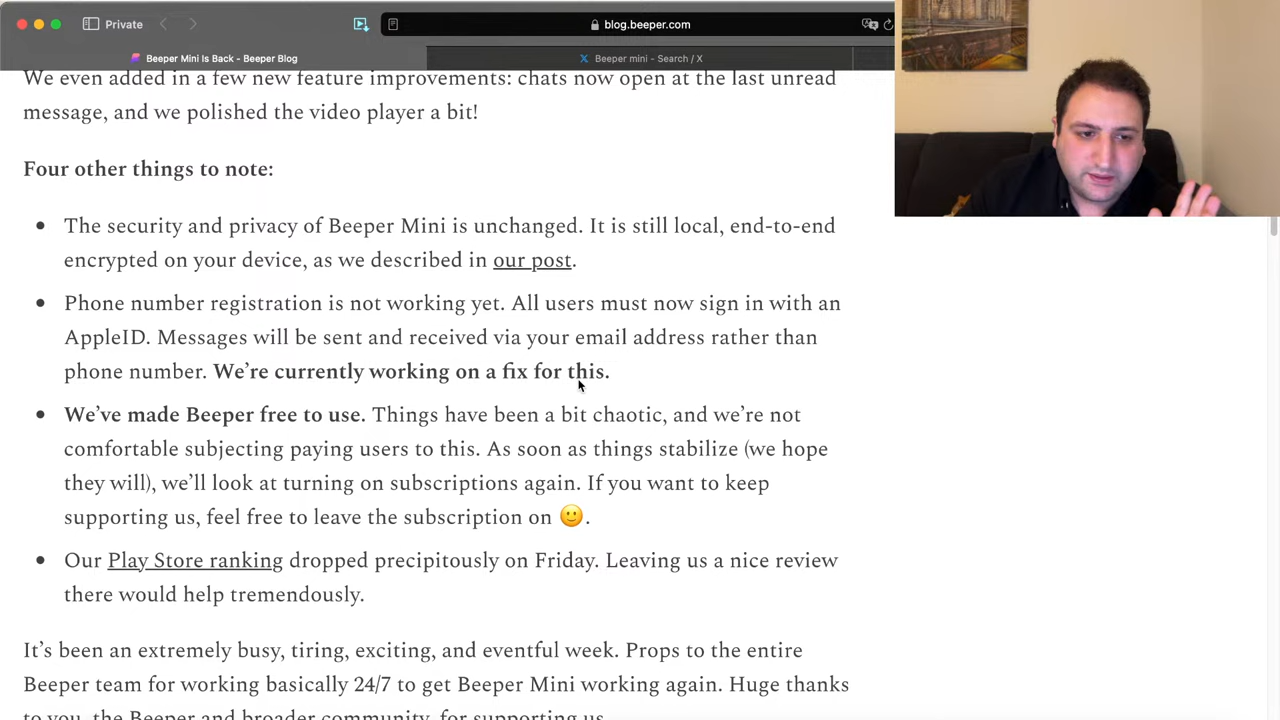 Private
blog.beeper.com
Beeper Mini Is Back - Beeper Blog
Beeper mini - Search / X
We even added in a few new feature improvements: chats now open at the last unread
message, and we polished the video player a bit!
Four other things to note:
• The security and privacy of Beeper Mini is unchanged. It is still local, end-to-end
encrypted on your device, as we described in our post.
• Phone number registration is not working yet. All users must now sign in with an
AppleID. Messages will be sent and received via your email address rather than
phone number. We’re currently working on a fix for this.
• We’ve made Beeper free to use. Things have been a bit chaotic, and we’re not
comfortable subjecting paying users to this. As soon as things stabilize (we hope
they will), we’ll look at turning on subscriptions again. If you want to keep
supporting us, feel free to leave the subscription on 🙂.
• Our Play Store ranking dropped precipitously on Friday. Leaving us a nice review
there would help tremendously.
It’s been an extremely busy, tiring, exciting, and eventful week. Props to the entire
Beeper team for working basically 24/7 to get Beeper Mini working again. Huge thanks
to you, the Beeper and broader community, for supporting us.